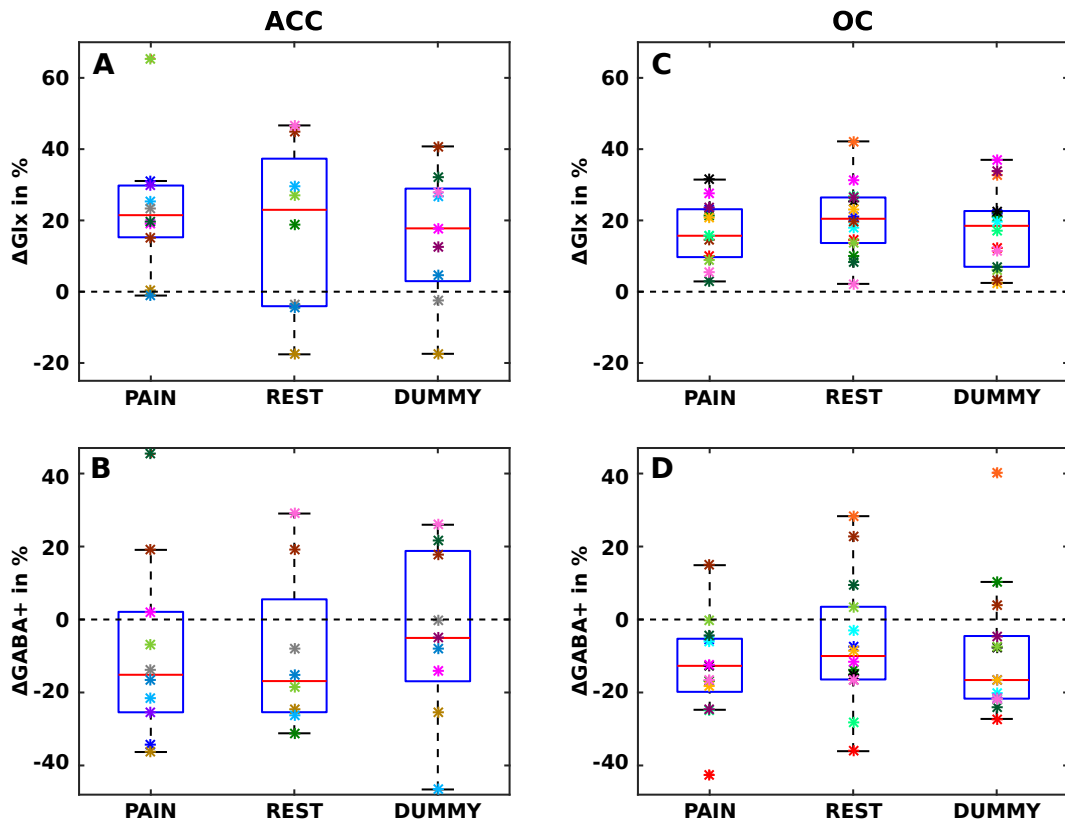 ACC
OC
A
C
ΔGlx in %
60
40
20
0
-20
PAIN REST DUMMY
ΔGlx in %
60
40
20
0
-20
PAIN REST DUMMY
B
D
ΔGABA+ in %
40
20
0
-20
-40
PAIN REST DUMMY
ΔGABA+ in %
40
20
0
-20
-40
PAIN REST DUMMY